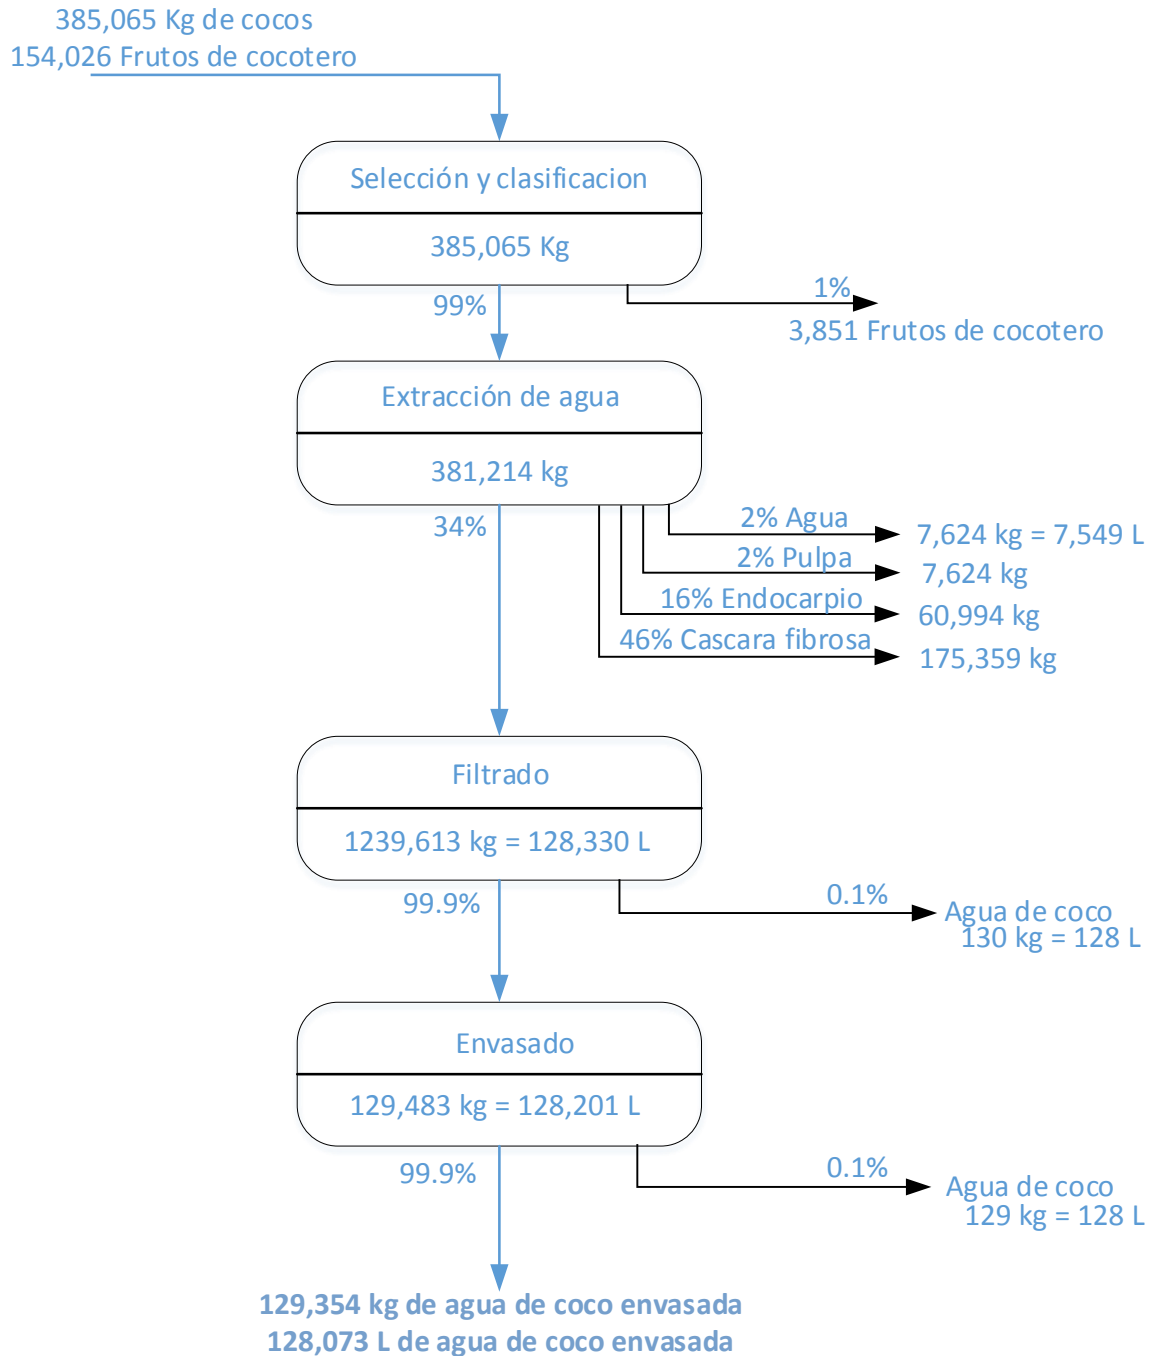 385,065 Kg de cocos
154,026 Frutos de cocotero
Selección y clasificacion
385,065 Kg
99%
1%
3,851 Frutos de cocotero
Extracción de agua
381,214 kg
34%
2% Agua
7,624 kg = 7,549 L
2% Pulpa
7,624 kg
16% Endocarpio
60,994 kg
46% Cascara fibrosa
175,359 kg
Filtrado
1239,613 kg = 128,330 L
99.9%
0.1%
Agua de coco
130 kg = 128 L
Envasado
129,483 kg = 128,201 L
99.9%
0.1%
Agua de coco
129 kg = 128 L
129,354 kg de agua de coco envasada
128,073 L de agua de coco envasada